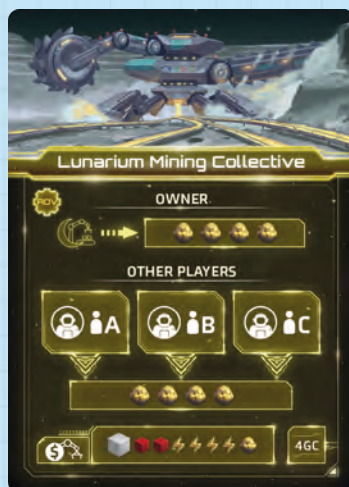 Lunarium Mining Collective
ADV
OWNER
OTHER PLAYERS
A B C
$ 4GC